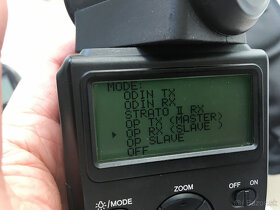 MODE:
ODIN TX
ODIN RX
STRATO II RX
OP TX (MASTER)
OP RX (SLAVE )
OP SLAVE
OFF
/MODE
ZOOM
OFF
ON